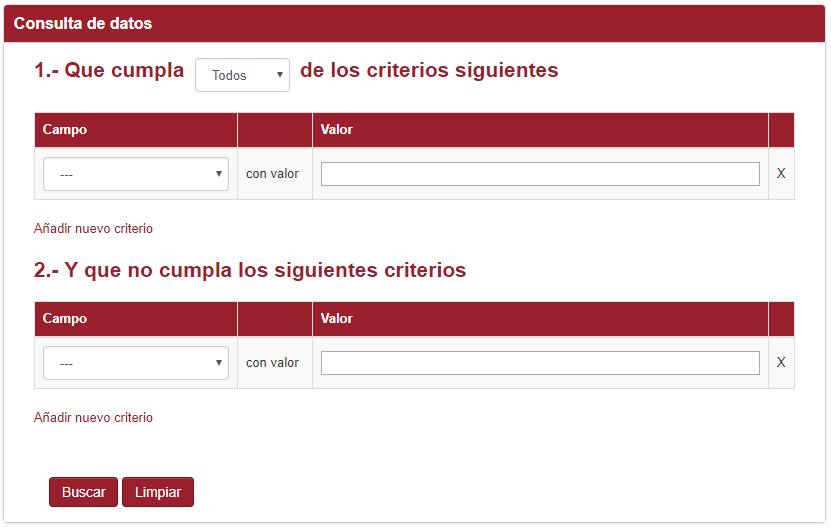 Consulta de datos
1.- Que cumpla Todos de los criterios siguientes
Campo Valor
--- con valor X
Añadir nuevo criterio
2.- Y que no cumpla los siguientes criterios
Campo Valor
--- con valor X
Añadir nuevo criterio
Buscar Limpiar